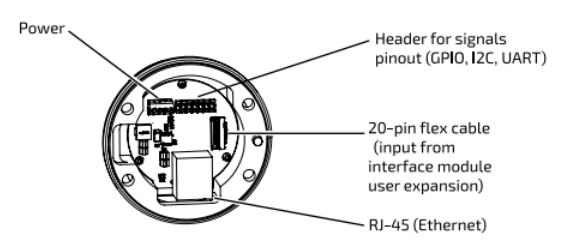 Power
Header for signals
pinout (GPIO, I2C, UART)
20-pin flex cable
(input from
interface module
user expansion)
RJ-45 (Ethernet)